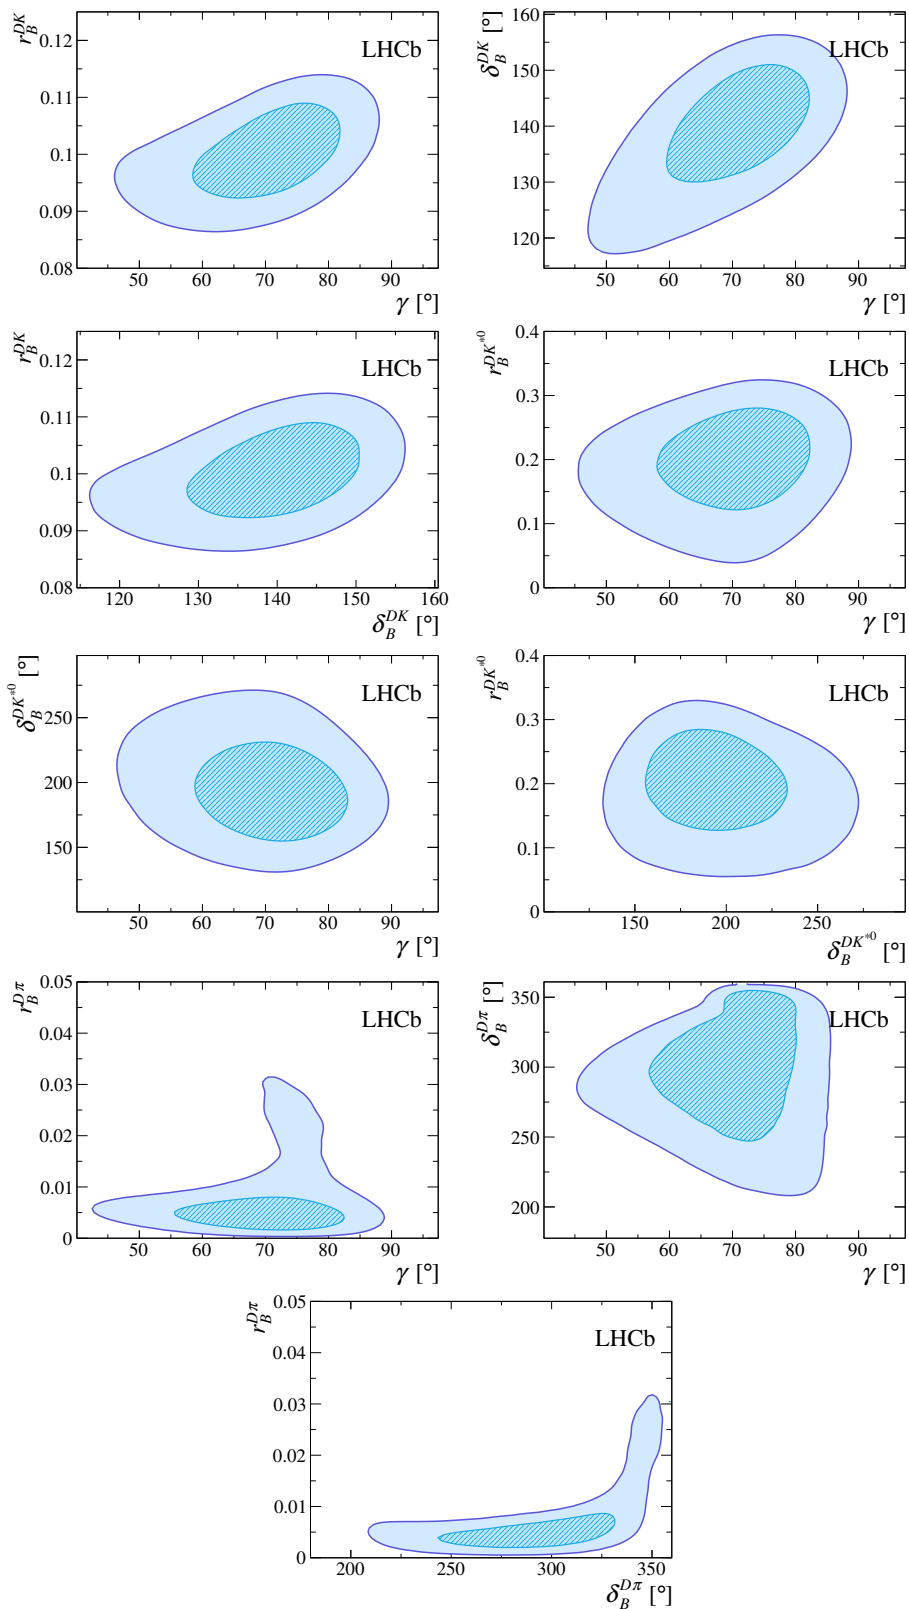 r_B^{DK}
0.12
0.11
0.1
0.09
0.08
LHCb
50 60 70 80 90
γ [°]
δ_B^{DK} [°]
160
150
140
130
120
LHCb
50 60 70 80 90
γ [°]
r_B^{DK}
0.12
0.11
0.1
0.09
0.08
LHCb
120 130 140 150 160
δ_B^{DK} [°]
r_B^{DK*0}
0.4
0.3
0.2
0.1
0
LHCb
50 60 70 80 90
γ [°]
δ_B^{DK*0} [°]
250
200
150
LHCb
50 60 70 80 90
γ [°]
r_B^{DK*0}
0.4
0.3
0.2
0.1
0
LHCb
150 200 250
δ_B^{DK*0} [°]
r_B^{Dπ}
0.05
0.04
0.03
0.02
0.01
0
LHCb
50 60 70 80 90
γ [°]
δ_B^{Dπ} [°]
350
300
250
200
LHCb
50 60 70 80 90
γ [°]
r_B^{Dπ}
0.05
0.04
0.03
0.02
0.01
0
LHCb
200 250 300 350
δ_B^{Dπ} [°]